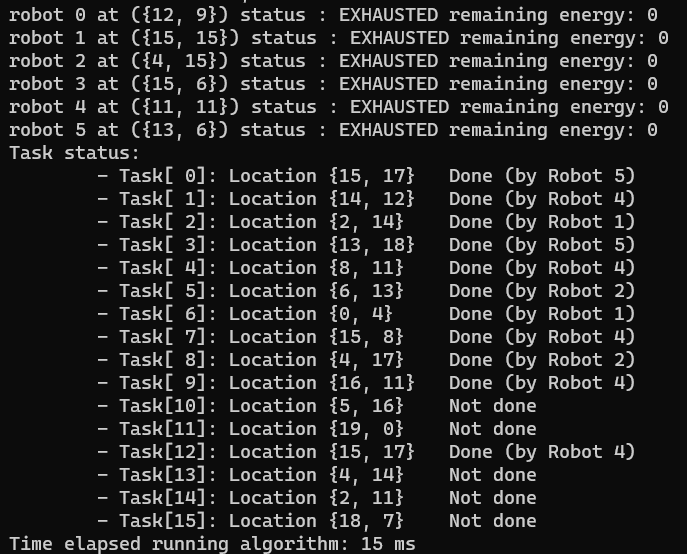 robot 0 at ({12, 9}) status : EXHAUSTED remaining energy: 0
robot 1 at ({15, 15}) status : EXHAUSTED remaining energy: 0
robot 2 at ({4, 15}) status : EXHAUSTED remaining energy: 0
robot 3 at ({15, 6}) status : EXHAUSTED remaining energy: 0
robot 4 at ({11, 11}) status : EXHAUSTED remaining energy: 0
robot 5 at ({13, 6}) status : EXHAUSTED remaining energy: 0
Task status:
- Task[ 0]: Location {15, 17} Done (by Robot 5)
- Task[ 1]: Location {14, 12} Done (by Robot 4)
- Task[ 2]: Location {2, 14} Done (by Robot 1)
- Task[ 3]: Location {13, 18} Done (by Robot 5)
- Task[ 4]: Location {8, 11} Done (by Robot 4)
- Task[ 5]: Location {6, 13} Done (by Robot 2)
- Task[ 6]: Location {0, 4} Done (by Robot 1)
- Task[ 7]: Location {15, 8} Done (by Robot 4)
- Task[ 8]: Location {4, 17} Done (by Robot 2)
- Task[ 9]: Location {16, 11} Done (by Robot 4)
- Task[10]: Location {5, 16} Not done
- Task[11]: Location {19, 0} Not done
- Task[12]: Location {15, 17} Done (by Robot 4)
- Task[13]: Location {4, 14} Not done
- Task[14]: Location {2, 11} Not done
- Task[15]: Location {18, 7} Not done
Time elapsed running algorithm: 15 ms